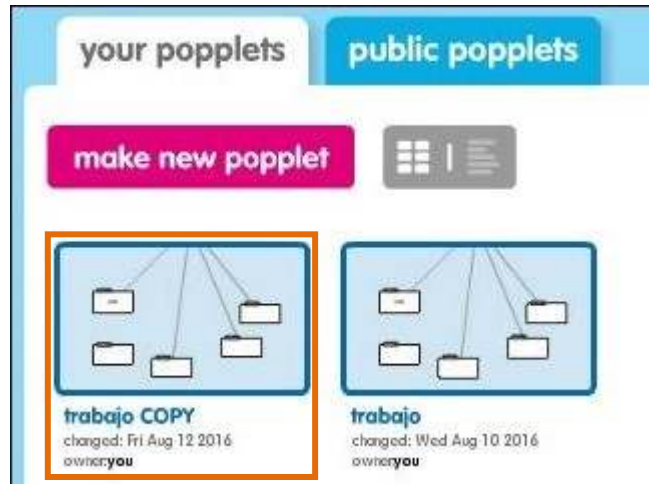 your popplets
public popplets
make new popplet
trabajo COPY
changed: Fri Aug 12 2016
owner:you
trabajo
changed: Wed Aug 10 2016
owner:you